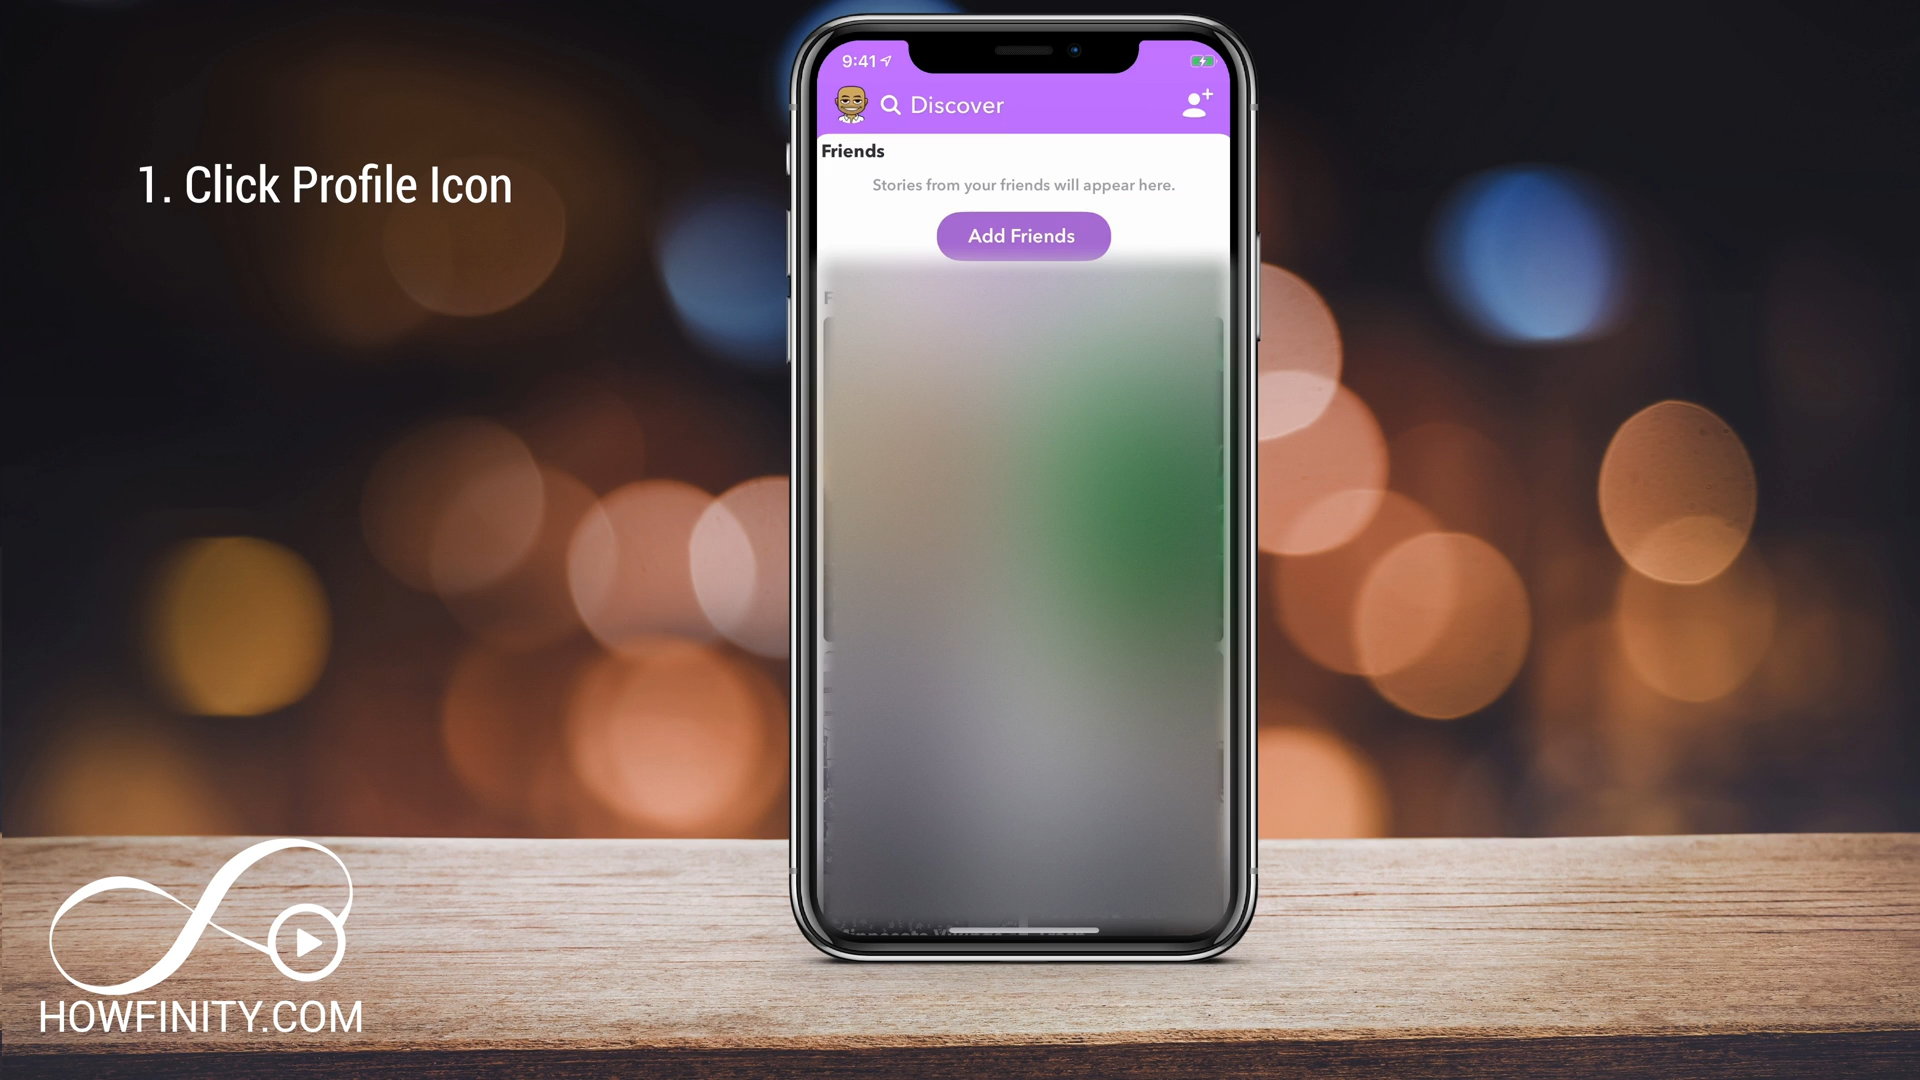 9:41
Discover
Friends
1. Click Profile Icon
Stories from your friends will appear here.
Add Friends
F
HOWFINITY.COM